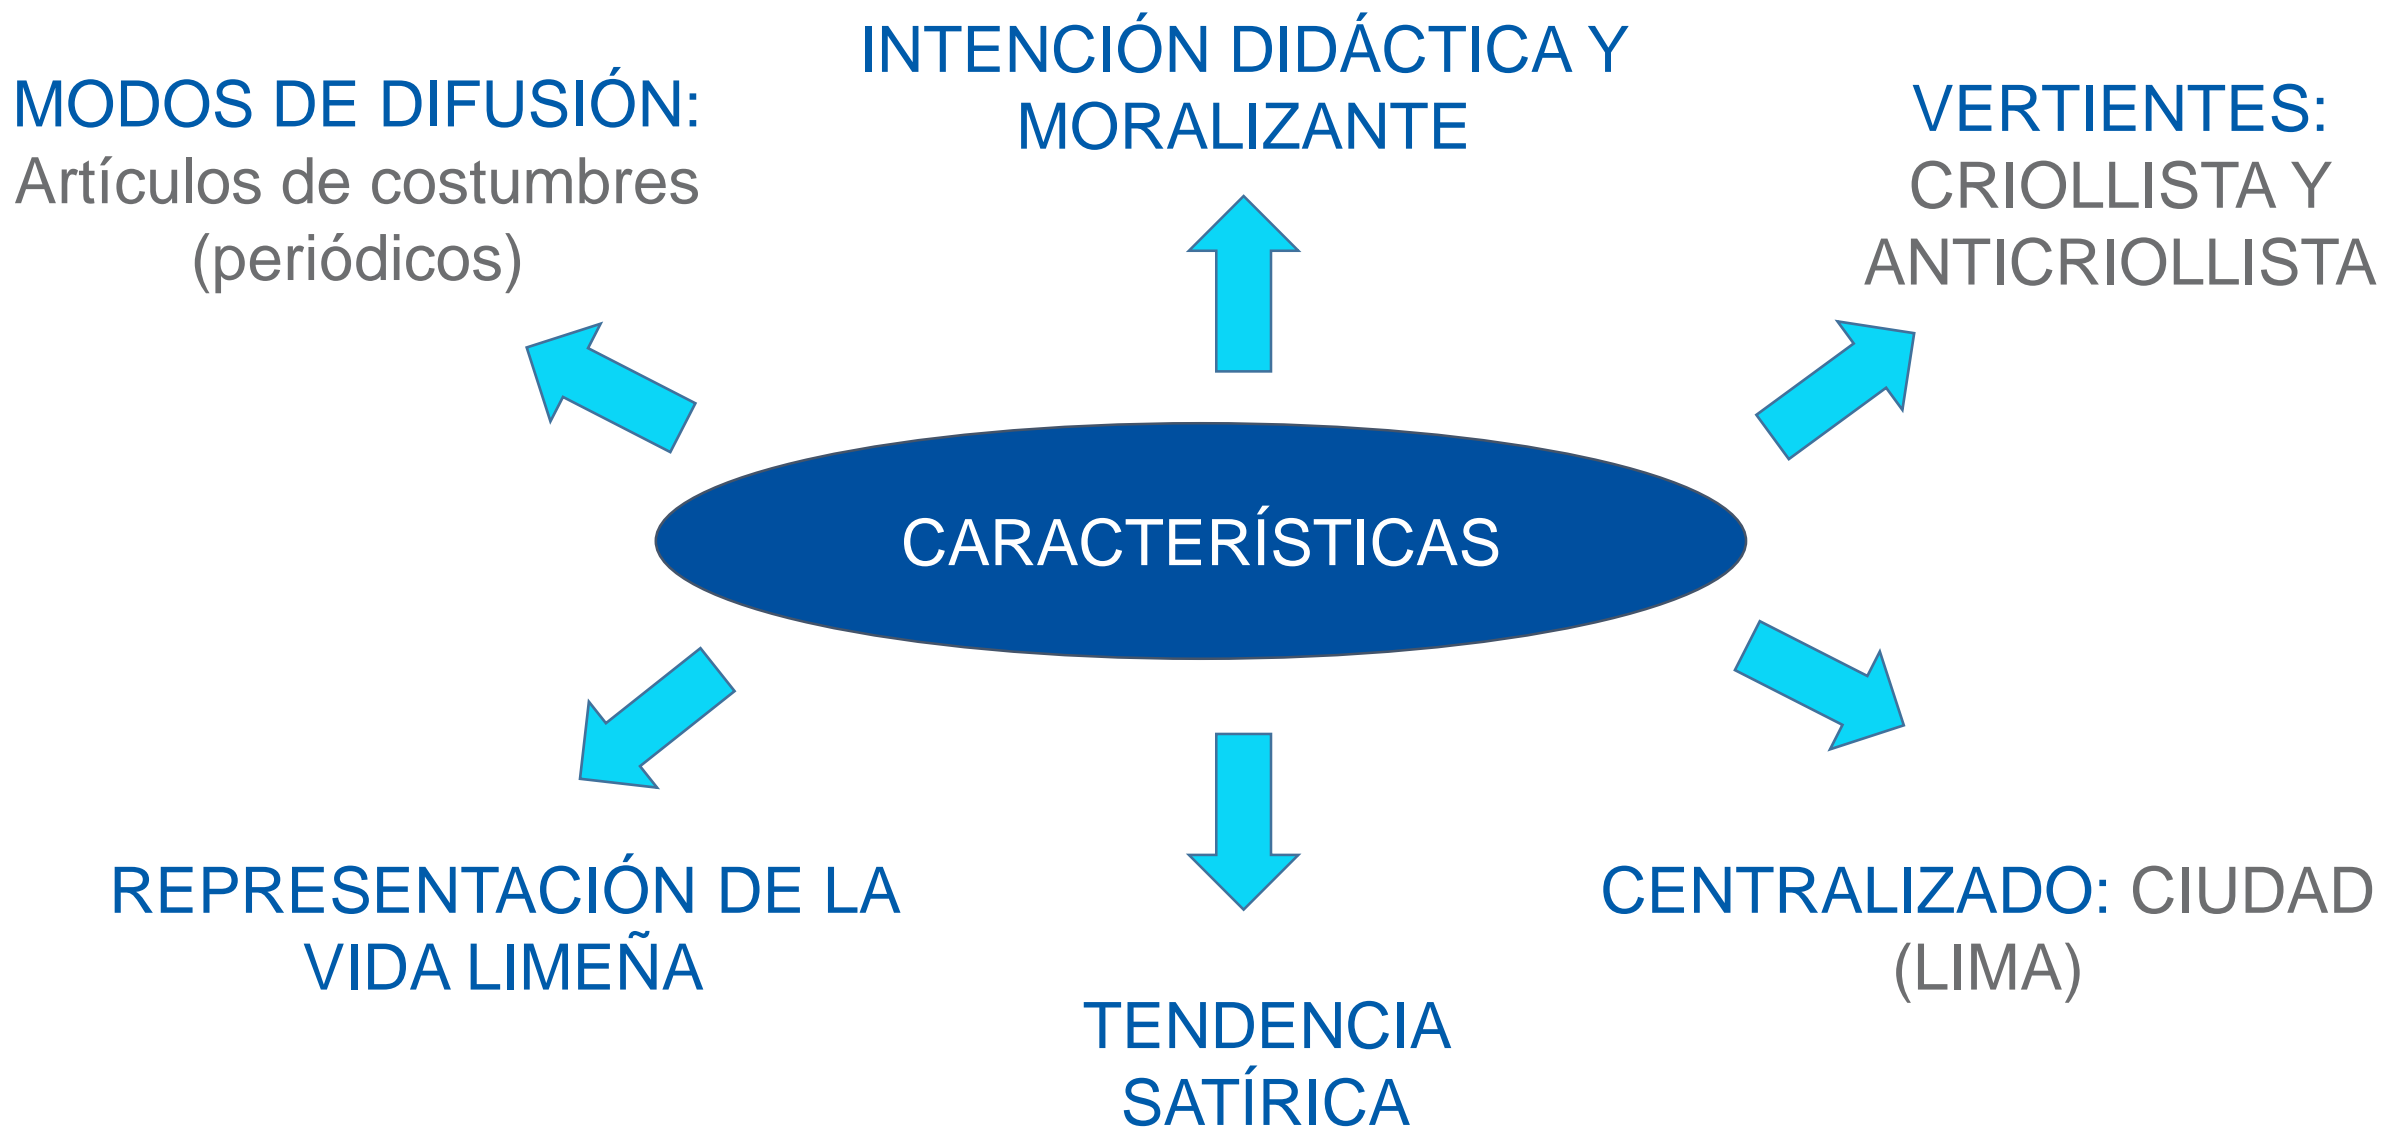 INTENCIÓN DIDÁCTICA Y
MORALIZANTE
MODOS DE DIFUSIÓN:
Artículos de costumbres
(periódicos)
VERTIENTES:
CRIOLLISTA Y
ANTICRIOLLISTA
CARACTERÍSTICAS
REPRESENTACIÓN DE LA
VIDA LIMEÑA
TENDENCIA
SATÍRICA
CENTRALIZADO: CIUDAD
(LIMA)